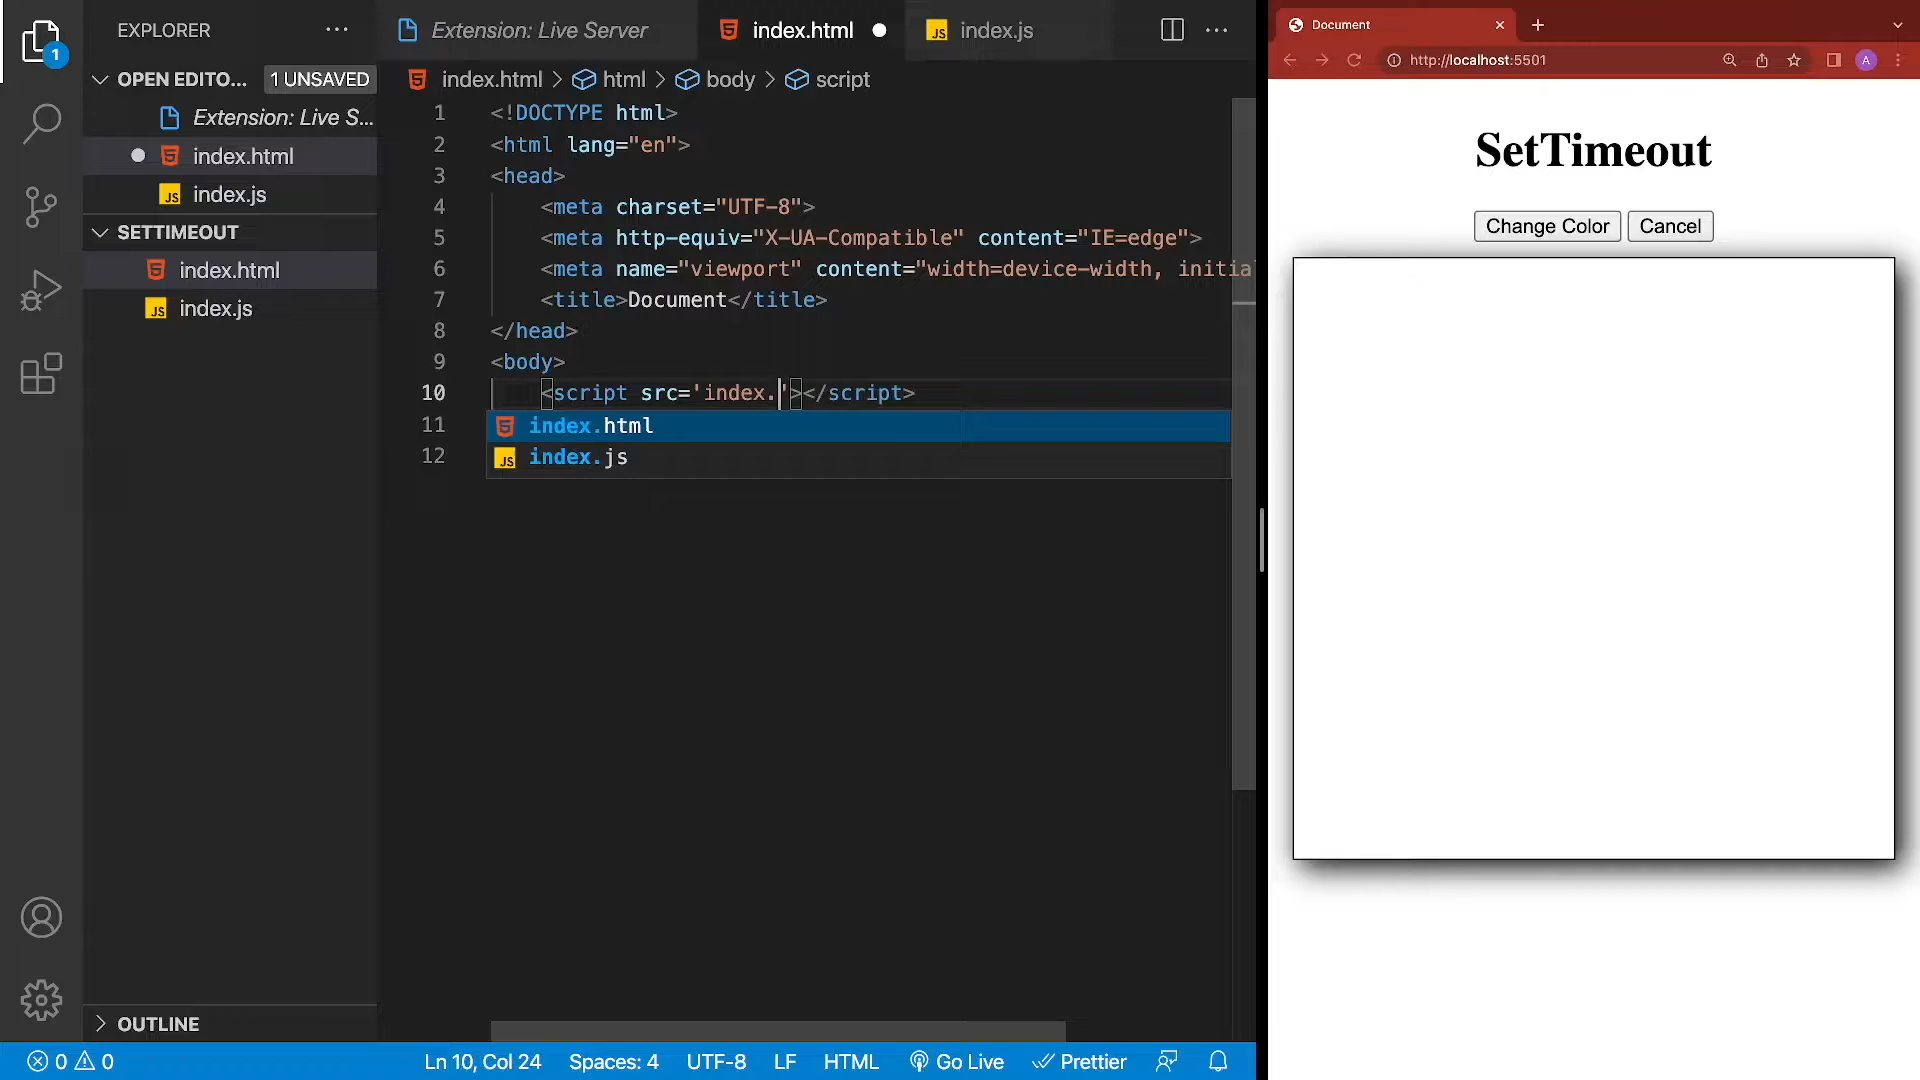 EXPLORER
OPEN EDITO... 1 UNSAVED
Extension: Live S...
index.html
JS index.js
SETTIMEOUT
index.html
JS index.js
OUTLINE
1
Extension: Live Server
index.html
JS index.js
index.html > html > body > script
1 <!DOCTYPE html>
2 <html lang="en">
3 <head>
4 <meta charset="UTF-8">
5 <meta http-equiv="X-UA-Compatible" content="IE=edge">
6 <meta name="viewport" content="width=device-width, initia
7 <title>Document</title>
8 </head>
9 <body>
10 <script src='index.'></script>
11
12
index.html
JS index.js
0 0
Ln 10, Col 24 Spaces: 4 UTF-8 LF HTML Go Live Prettier
Document
http://localhost:5501
A
SetTimeout
Change Color Cancel